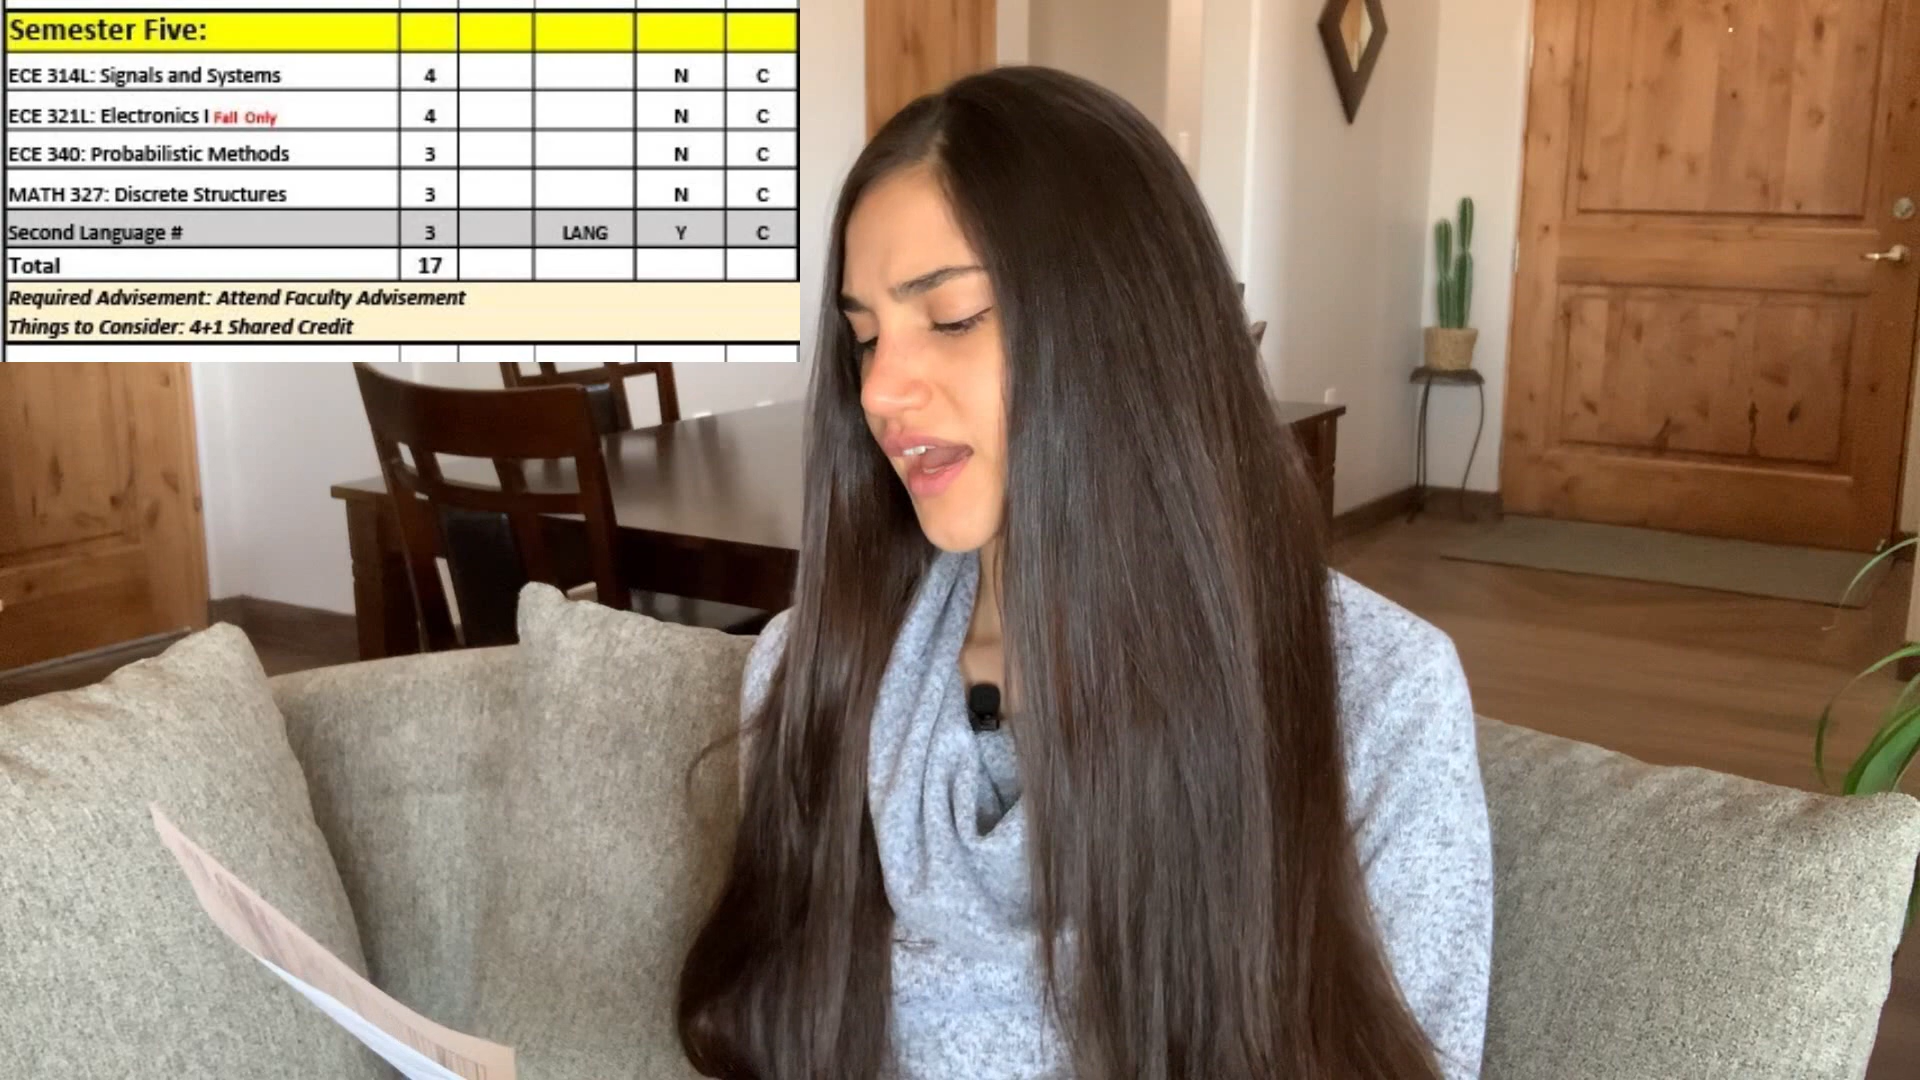 Semester Five:
ECE 314L: Signals and Systems 4 N C
ECE 321L: Electronics I Fall Only 4 N C
ECE 340: Probabilistic Methods 3 N C
MATH 327: Discrete Structures 3 N C
Second Language # 3 LANG Y C
Total 17
Required Advisement: Attend Faculty Advisement
Things to Consider: 4+1 Shared Credit